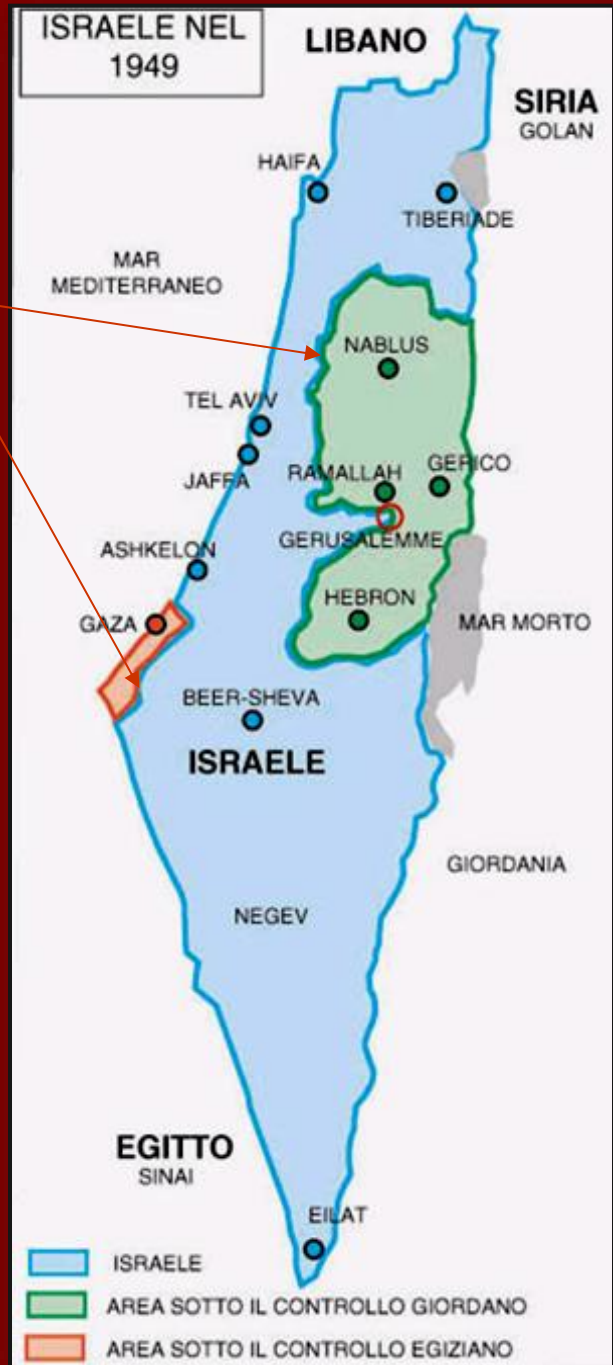 ISRAELE NEL
1949
LIBANO
SIRIA
GOLAN
HAIFA
TIBERIADE
MAR
MEDITERRANEO
NABLUS
TEL AVIV
JAFFA
RAMALLAH
GERICO
GERUSALEMME
ASHKELON
HEBRON
GAZA
MAR MORTO
BEER-SHEVA
ISRAELE
GIORDANIA
NEGEV
EGITTO
SINAI
EILAT
ISRAELE
AREA SOTTO IL CONTROLLO GIORDANO
AREA SOTTO IL CONTROLLO EGIZIANO